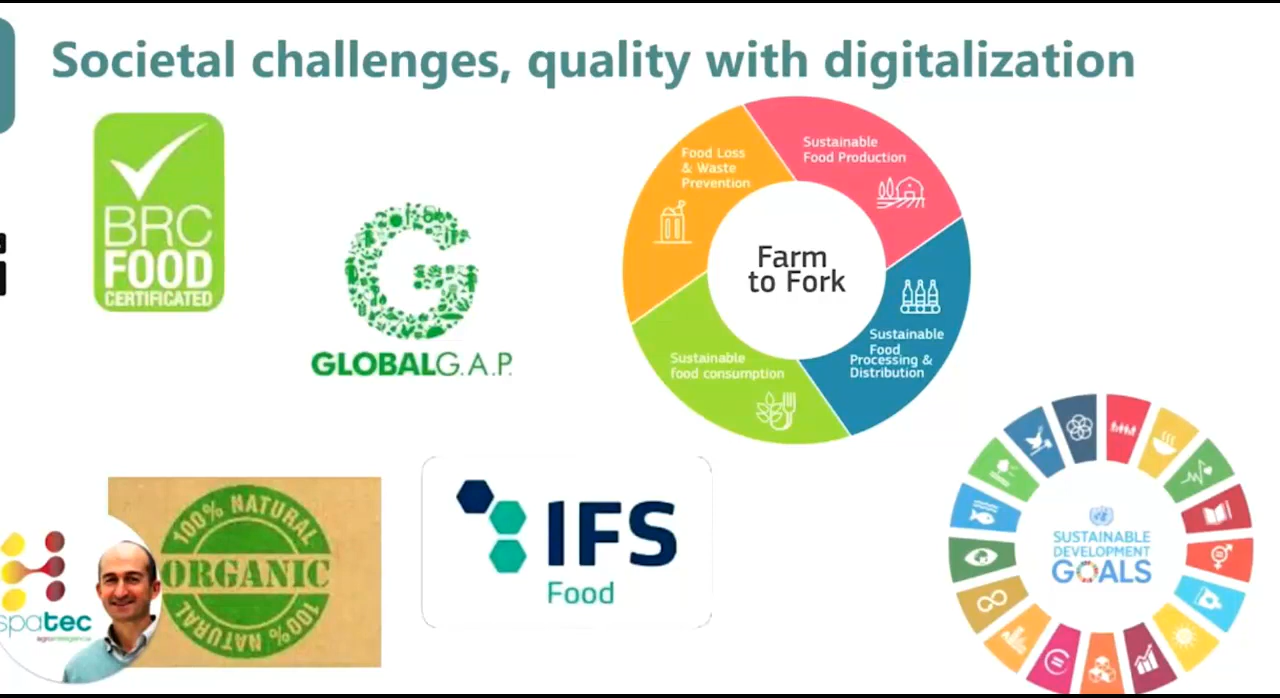 Societal challenges, quality with digitalization
BRC
FOOD
CERTIFICATED
GLOBALG.A.P.
Food Loss
& Waste
Prevention
Sustainable
Food Production
Farm
to Fork
Sustainable
Food
Processing &
Distribution
Sustainable
food consumption
100% NATURAL
ORGANIC
100% NATURAL
IFS
Food
SUSTAINABLE
DEVELOPMENT
GOALS
spatec